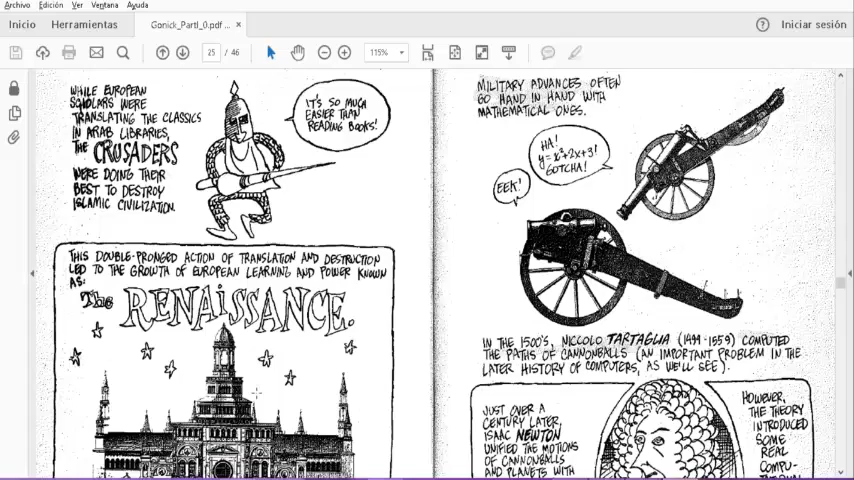 Archivo Edición Ver Ventana Ayuda
Inicio Herramientas Gonick_PartI_0.pdf ... × Iniciar sesión
25 / 46 115%
WHILE EUROPEAN
SCHOLARS WERE
TRANSLATING THE CLASSICS
IN ARAB LIBRARIES,
THE CRUSADERS
WERE DOING THEIR
BEST TO DESTROY
ISLAMIC CIVILIZATION.
IT'S SO MUCH
EASIER THAN
READING BOOKS!
THIS DOUBLE-PRONGED ACTION OF TRANSLATION AND DESTRUCTION
LED TO THE GROWTH OF EUROPEAN LEARNING AND POWER KNOWN
AS:
The RENAISSANCE.
MILITARY ADVANCES OFTEN
GO HAND IN HAND WITH
MATHEMATICAL ONES.
HA!
y=x²+2x+3!
GOTCHA!
EEK!
IN THE 1500'S, NICCOLO TARTAGLIA (1499-1559) COMPUTED
THE PATHS OF CANNONBALLS (AN IMPORTANT PROBLEM IN THE
LATER HISTORY OF COMPUTERS, AS WE'LL SEE).
JUST OVER A
CENTURY LATER,
ISAAC NEWTON
UNIFIED THE MOTIONS
OF CANNONBALLS
AND PLANETS WITH
HOWEVER,
THE THEORY
INTRODUCED
SOME
REAL
COMPU-